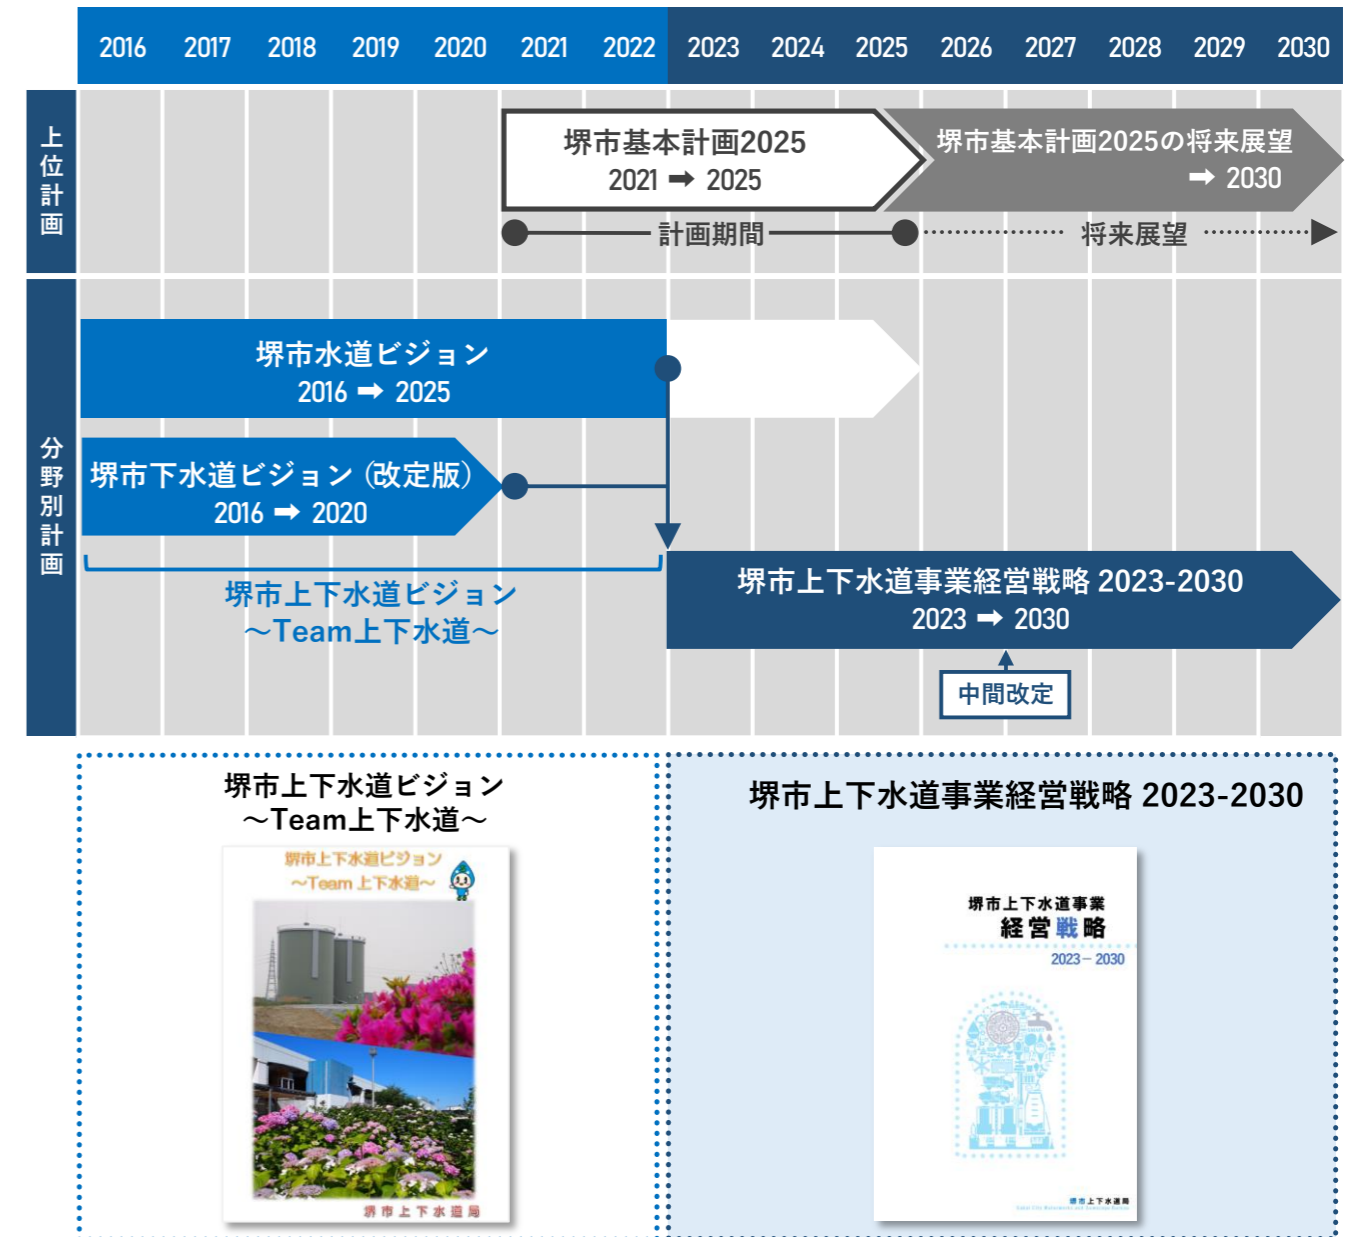 2016 2017 2018 2019 2020 2021 2022 2023 2024 2025 2026 2027 2028 2029 2030
上位計画
堺市基本計画2025
2021 ➡ 2025
堺市基本計画2025の将来展望
➡ 2030
計画期間
将来展望
分野別計画
堺市水道ビジョン
2016 ➡ 2025
堺市下水道ビジョン（改定版）
2016 ➡ 2020
堺市上下水道ビジョン
～Team上下水道～
堺市上下水道事業経営戦略 2023-2030
2023 ➡ 2030
中間改定
堺市上下水道ビジョン
～Team上下水道～
堺市上下水道ビジョン
～Team 上下水道～
堺市上下水道局
堺市上下水道事業経営戦略 2023-2030
堺市上下水道事業
経営戦略
2023－2030
堺市上下水道局